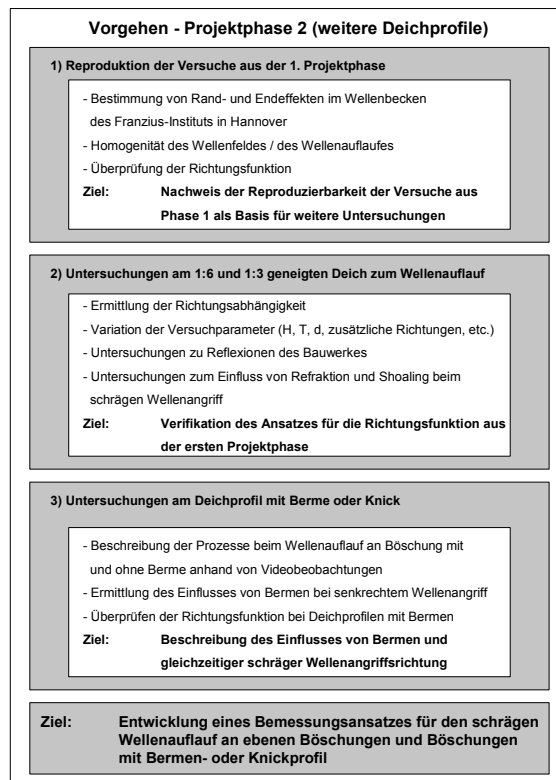 Vorgehen - Projektphase 2 (weitere Deichprofile)
1) Reproduktion der Versuche aus der 1. Projektphase
- Bestimmung von Rand- und Endeffekten im Wellenbecken
des Franzius-Instituts in Hannover
- Homogenität des Wellenfeldes / des Wellenauflaufes
- Überprüfung der Richtungsfunktion
Ziel: Nachweis der Reproduzierbarkeit der Versuche aus
Phase 1 als Basis für weitere Untersuchungen
2) Untersuchungen am 1:6 und 1:3 geneigten Deich zum Wellenauflauf
- Ermittlung der Richtungsabhängigkeit
- Variation der Versuchparameter (H, T, d, zusätzliche Richtungen, etc.)
- Untersuchungen zu Reflexionen des Bauwerkes
- Untersuchungen zum Einfluss von Refraktion und Shoaling beim
schrägen Wellenangriff
Ziel: Verifikation des Ansatzes für die Richtungsfunktion aus
der ersten Projektphase
3) Untersuchungen am Deichprofil mit Berme oder Knick
- Beschreibung der Prozesse beim Wellenauflauf an Böschung mit
und ohne Berme anhand von Videobeobachtungen
- Ermittlung des Einflusses von Bermen bei senkrechtem Wellenangriff
- Überprüfen der Richtungsfunktion bei Deichprofilen mit Bermen
Ziel: Beschreibung des Einflusses von Bermen und
gleichzeitiger schräger Wellenangriffsrichtung
Ziel: Entwicklung eines Bemessungsansatzes für den schrägen
Wellenauflauf an ebenen Böschungen und Böschungen
mit Bermen- oder Knickprofil